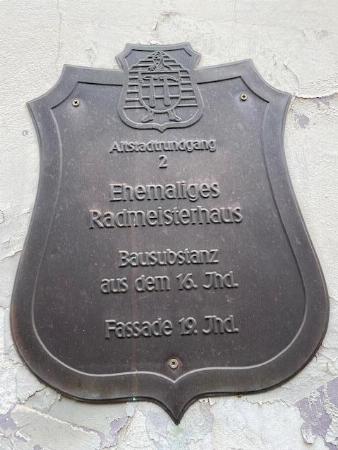 Altstadtrundgang
2
Ehemaliges
Radmeisterhaus
Bausubstanz
aus dem 16. Jhd.
Fassade 19. Jhd.